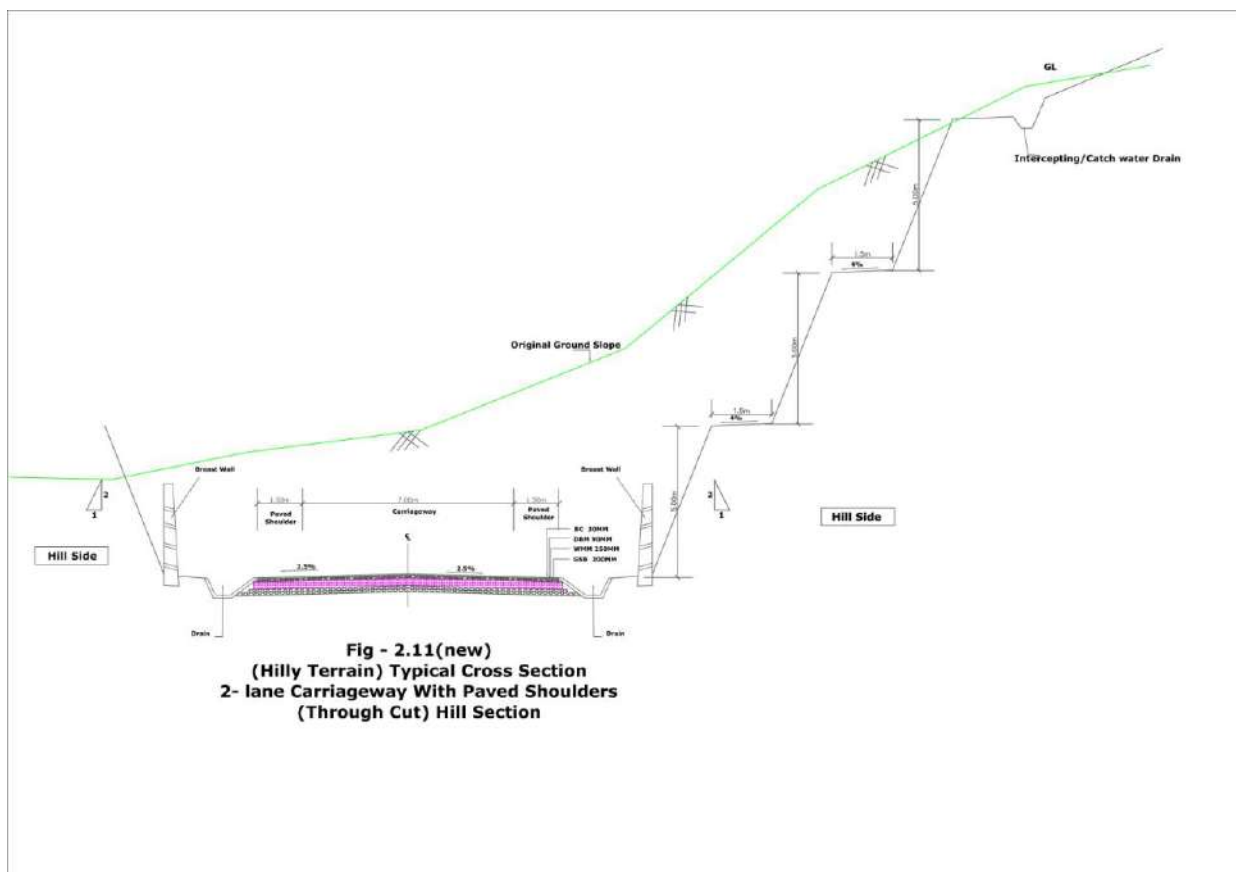 GL
Intercepting/Catch water Drain
5.00m
1.5m
4%
Original Ground Slope
5.00m
1.5m
4%
Breast Wall
Breast Wall
2
1
2
1
5.00m
1.50m
7.00m
1.50m
Paved
Shoulder
Carriageway
Paved
Shoulder
Hill Side
Hill Side
BC 30MM
DBM 90MM
WMM 250MM
GSB 200MM
2.5%
2.5%
Drain
Drain
Fig - 2.11(new)
(Hilly Terrain) Typical Cross Section
2- lane Carriageway With Paved Shoulders
(Through Cut) Hill Section